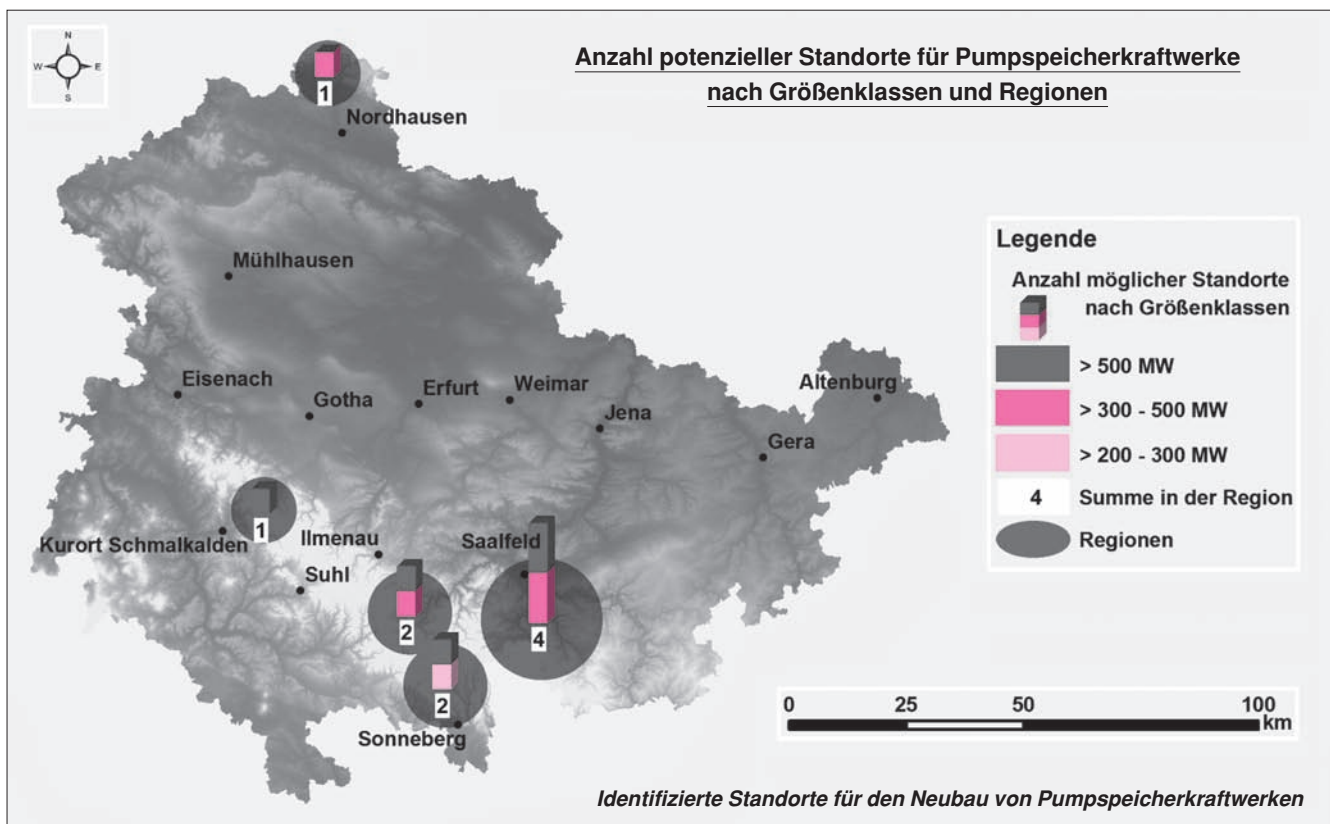 Anzahl potenzieller Standorte für Pumpspeicherkraftwerke
nach Größenklassen und Regionen
N
W E
S
1
Nordhausen
Mühlhausen
Eisenach
Gotha
Erfurt
Weimar
Jena
Altenburg
Gera
1
Kurort Schmalkalden
Ilmenau
Suhl
Saalfeld
2
4
2
Sonneberg
Legende
Anzahl möglicher Standorte
nach Größenklassen
> 500 MW
> 300 - 500 MW
> 200 - 300 MW
4 Summe in der Region
Regionen
0 25 50 100
km
Identifizierte Standorte für den Neubau von Pumpspeicherkraftwerken